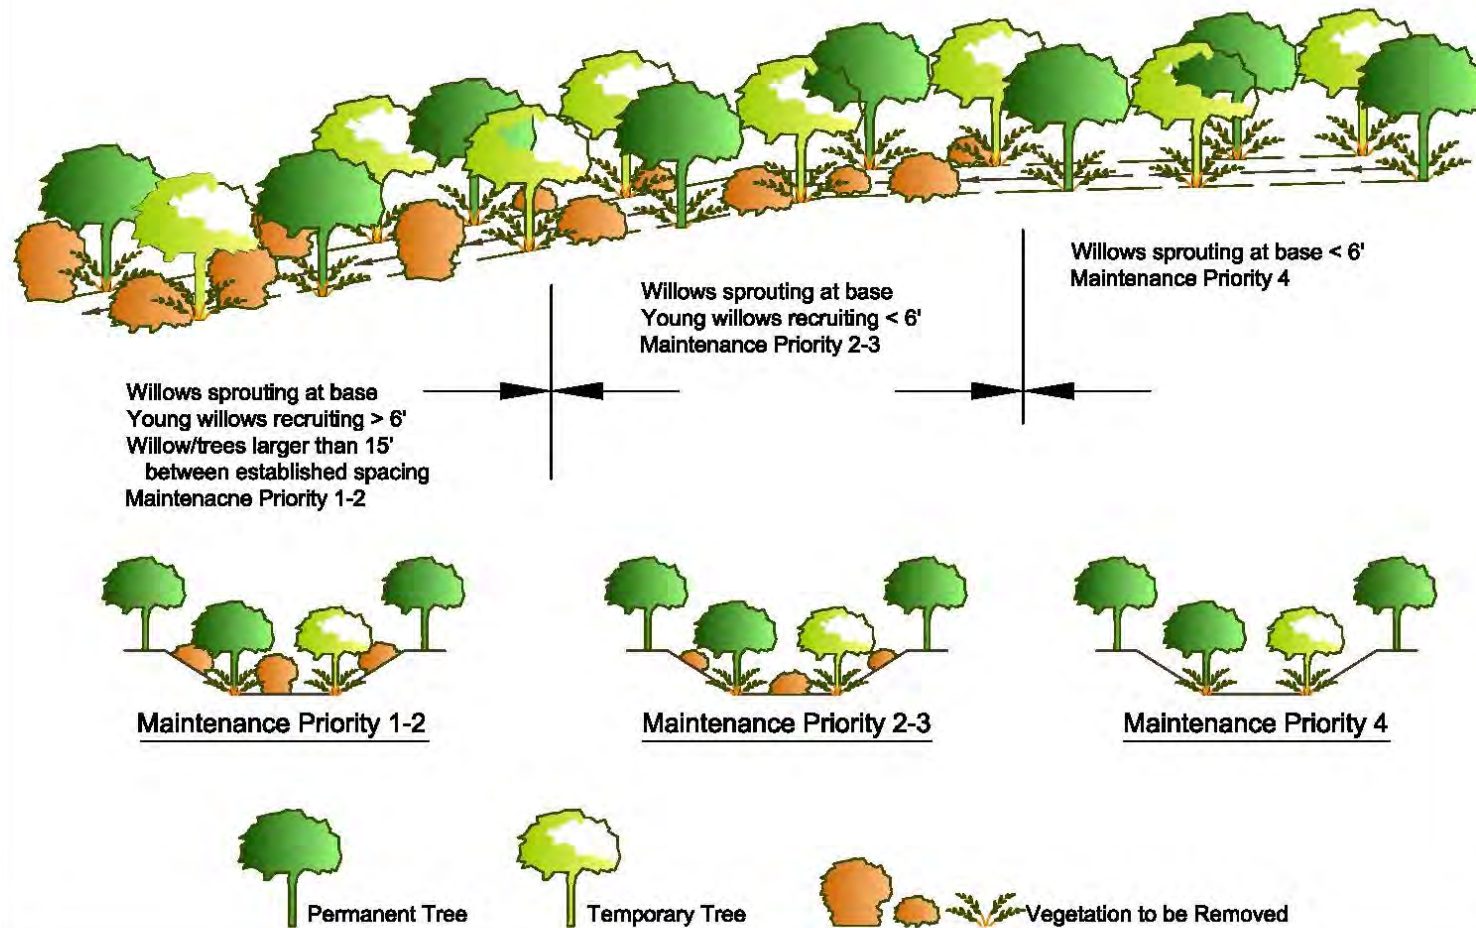 Willows sprouting at base < 6'
Maintenance Priority 4
Willows sprouting at base
Young willows recruiting < 6'
Maintenance Priority 2-3
Willows sprouting at base
Young willows recruiting > 6'
Willow/trees larger than 15'
between established spacing
Maintenacne Priority 1-2
Maintenance Priority 1-2
Maintenance Priority 2-3
Maintenance Priority 4
Permanent Tree
Temporary Tree
Vegetation to be Removed